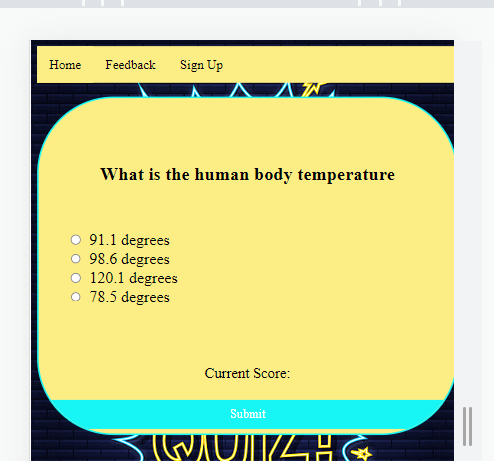 Home Feedback Sign Up
What is the human body temperature
91.1 degrees
98.6 degrees
120.1 degrees
78.5 degrees
Current Score:
Submit
QUIZ!